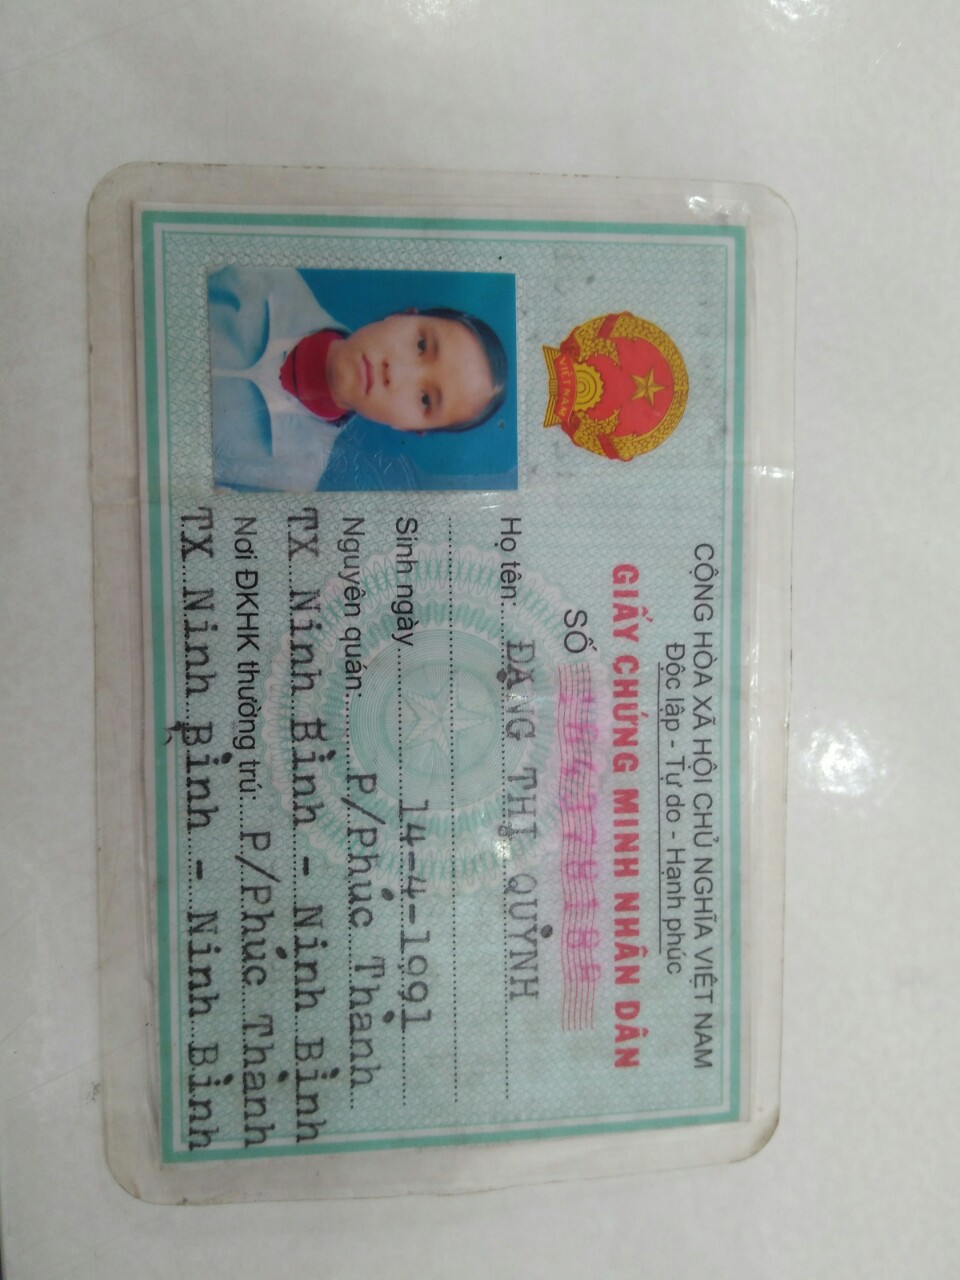 CỘNG HÒA XÃ HỘI CHỦ NGHĨA VIỆT NAM
Độc lập - Tự do - Hạnh phúc
GIẤY CHỨNG MINH NHÂN DÂN
SỐ 164378188
VIỆT NAM
Họ tên: ĐẶNG THỊ QUỲNH
Sinh ngày 14-4-1991
Nguyên quán: P/Phúc Thành
TX Ninh Bình - Ninh Bình
Nơi ĐKHK thường trú: P/Phúc Thành
TX Ninh Bình - Ninh Bình